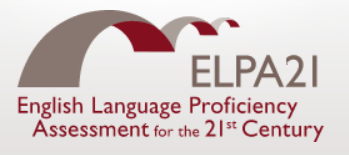 ELPA21
English Language Proficiency
Assessment for the 21st Century